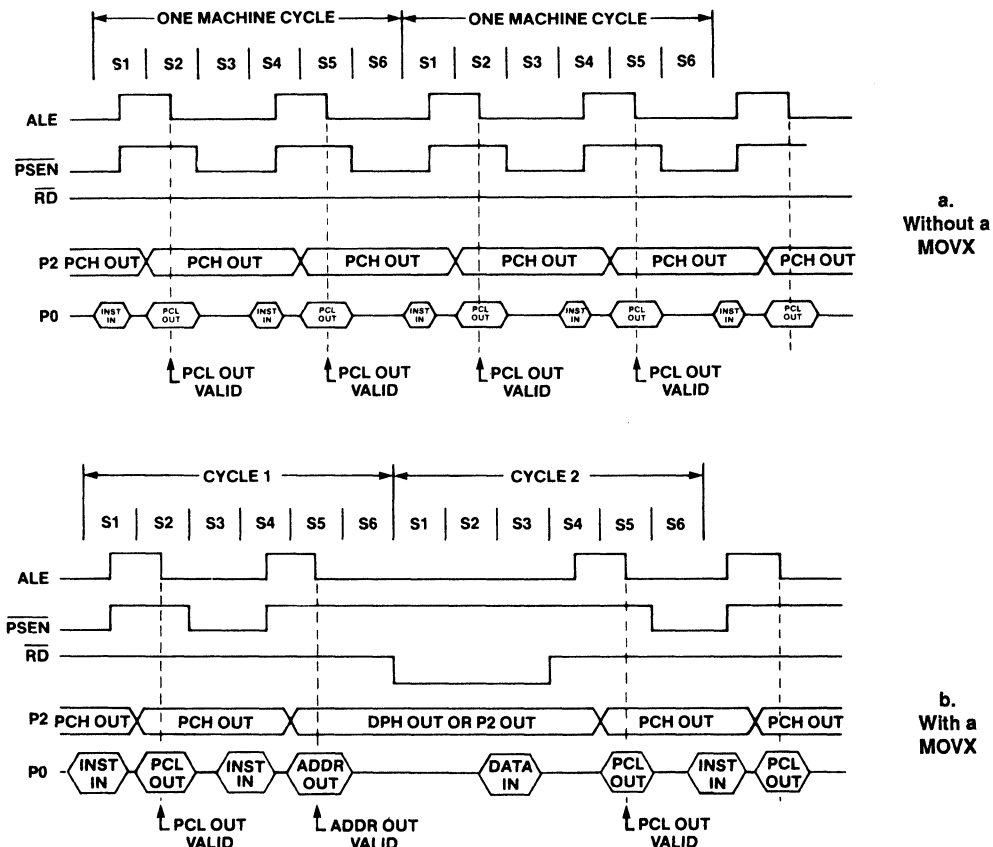 ONE MACHINE CYCLE ONE MACHINE CYCLE
S1 S2 S3 S4 S5 S6 S1 S2 S3 S4 S5 S6
ALE
PSEN
RD
a.
Without a
MOVX
P2 PCH OUT PCH OUT PCH OUT PCH OUT PCH OUT PCH OUT
P0 INST IN PCL OUT INST IN PCL OUT INST IN PCL OUT INST IN PCL OUT INST IN PCL OUT
PCL OUT VALID PCL OUT VALID PCL OUT VALID PCL OUT VALID
CYCLE 1 CYCLE 2
S1 S2 S3 S4 S5 S6 S1 S2 S3 S4 S5 S6
ALE
PSEN
RD
b.
With a
MOVX
P2 PCH OUT PCH OUT DPH OUT OR P2 OUT PCH OUT PCH OUT
P0 INST IN PCL OUT INST IN ADDR OUT DATA IN PCL OUT INST IN PCL OUT
PCL OUT VALID ADDR OUT VALID PCL OUT VALID